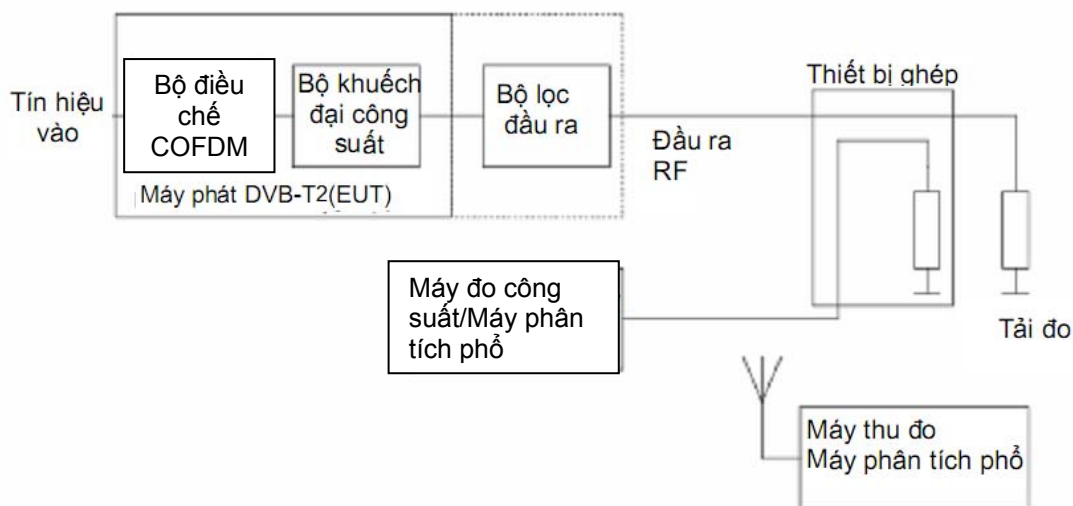 Tín hiệu
vào
Bộ điều
chế
COFDM
Bộ khuếch
đại công
suất
Máy phát DVB-T2(EUT)
Bộ lọc
đầu ra
Đầu ra
RF
Thiết bị ghép
Tải đo
Máy đo công
suất/Máy phân
tích phổ
Máy thu đo
Máy phân tích phổ